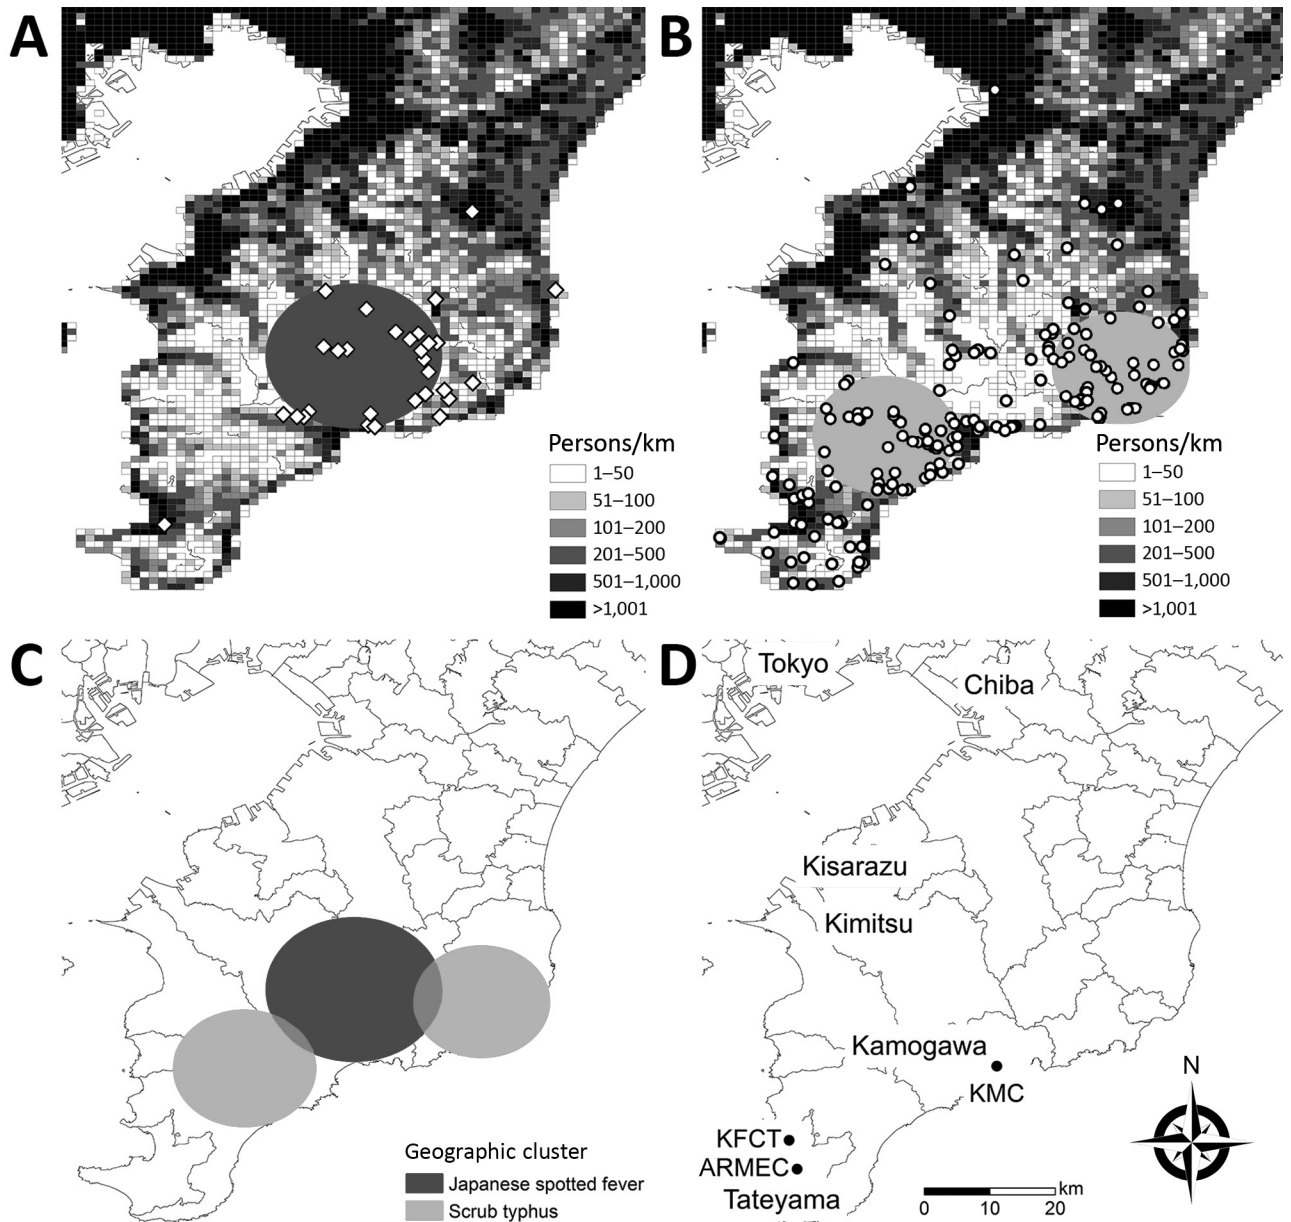 A
B
Persons/km
1–50
51–100
101–200
201–500
501–1,000
>1,001
Persons/km
1–50
51–100
101–200
201–500
501–1,000
>1,001
C
Geographic cluster
Japanese spotted fever
Scrub typhus
D
Tokyo
Chiba
Kisarazu
Kimitsu
Kamogawa
KMC
KFCT
ARMEC
Tateyama
N
km
0 10 20